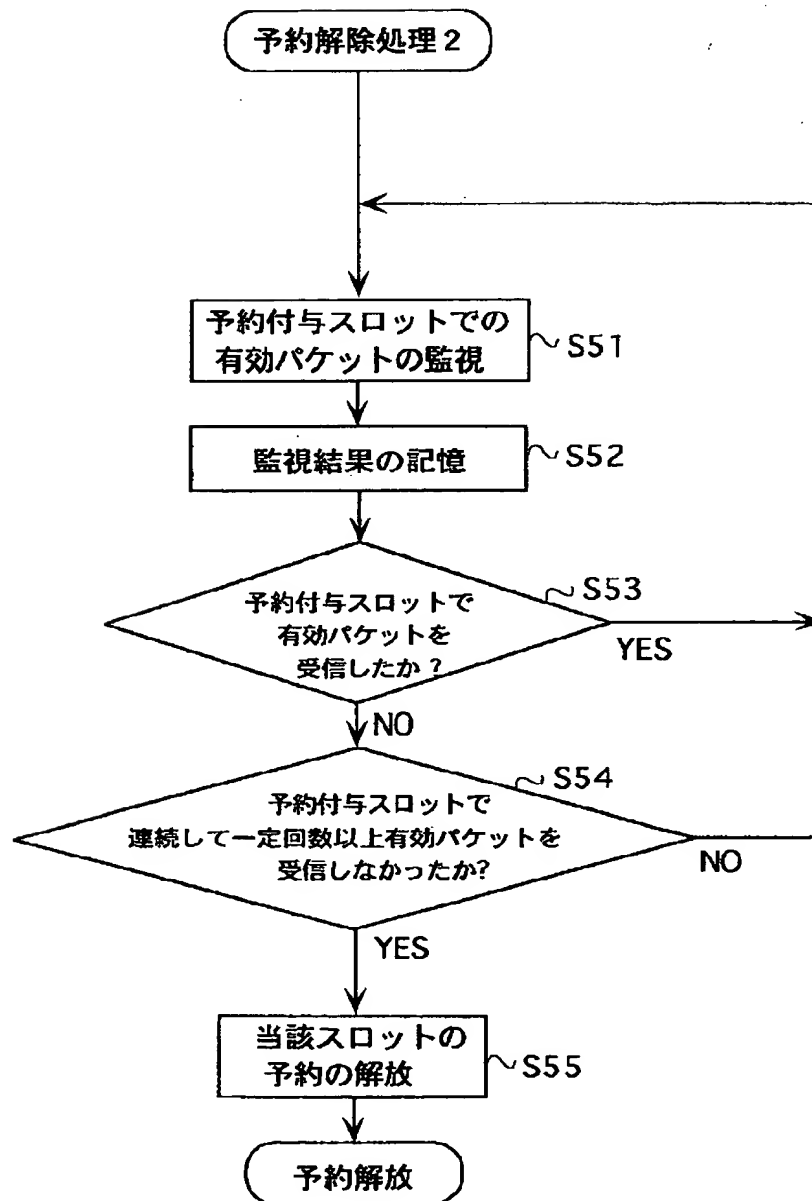 予約解除処理2
予約付与スロットでの
有効パケットの監視
S51
監視結果の記憶
S52
予約付与スロットで
有効パケットを
受信したか?
S53
YES
NO
予約付与スロットで
連続して一定回数以上有効パケットを
受信しなかったか?
S54
NO
YES
当該スロットの
予約の解放
S55
予約解放